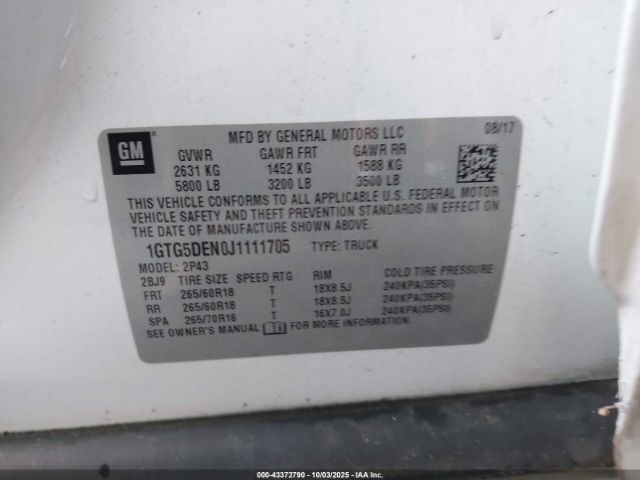 GM
MFD BY GENERAL MOTORS LLC 08/17
GVWR GAWR FRT GAWR RR
2631 KG 1452 KG 1588 KG
5800 LB 3200 LB 3500 LB
THIS VEHICLE CONFORMS TO ALL APPLICABLE U.S. FEDERAL MOTOR
VEHICLE SAFETY AND THEFT PREVENTION STANDARDS IN EFFECT ON
THE DATE OF MANUFACTURE SHOWN ABOVE.
1GTG5DEN0J1111705 TYPE: TRUCK
MODEL: 2P43
2BJ9 TIRE SIZE SPEED RTG RIM COLD TIRE PRESSURE
FRT 265/60R18 T 18X8.5J 240KPA(35PSI)
RR 265/60R18 T 18X8.5J 240KPA(35PSI)
SPA 265/70R16 T 16X7.0J 240KPA(35PSI)
SEE OWNER'S MANUAL FOR MORE INFORMATION.
000-43372790 - 10/03/2025 - IAA